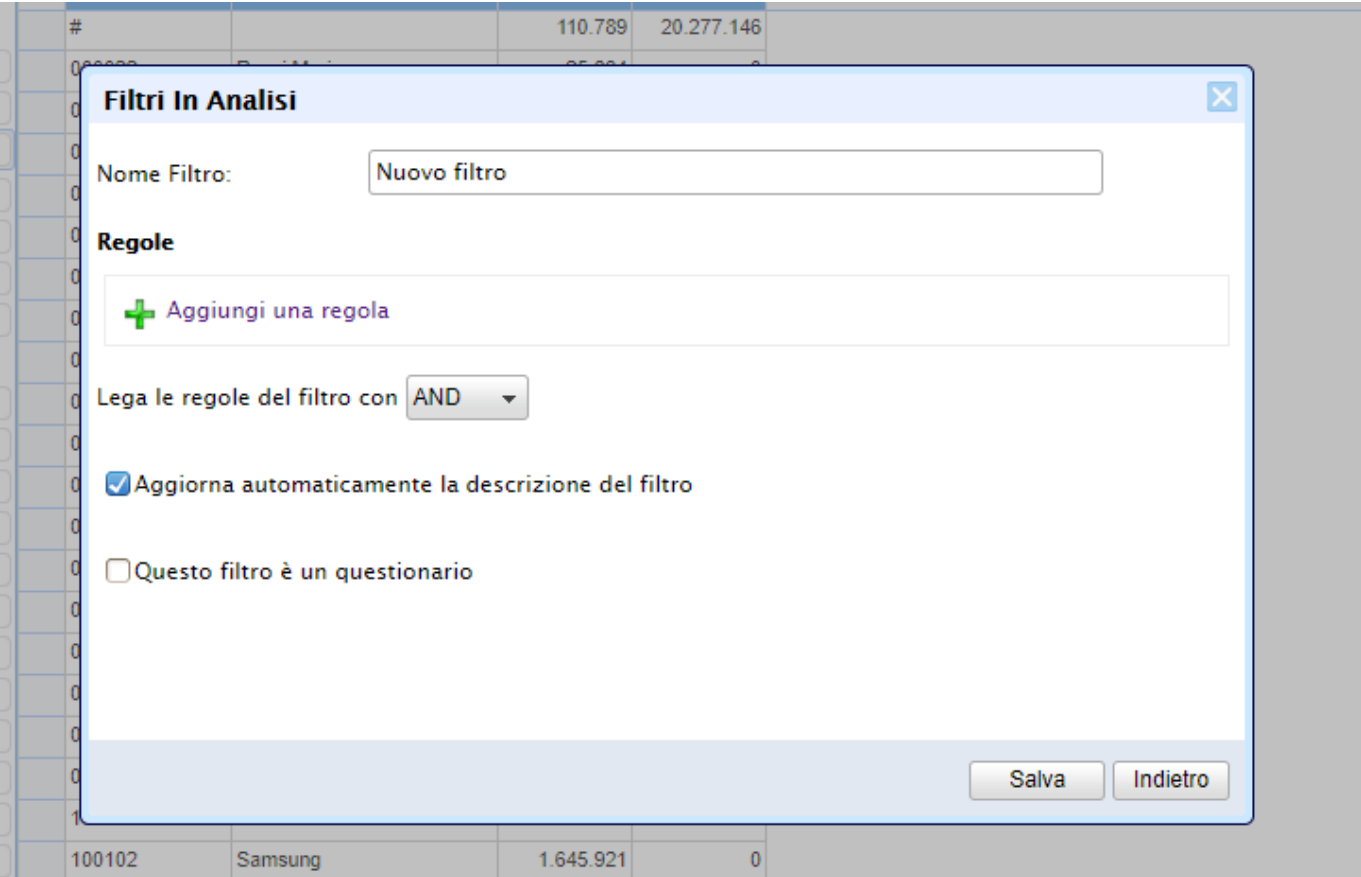 # 110.789 20.277.146
Filtri In Analisi
Nome Filtro: Nuovo filtro
Regole
Aggiungi una regola
Lega le regole del filtro con AND
Aggiorna automaticamente la descrizione del filtro
Questo filtro è un questionario
Salva Indietro
100102 Samsung 1.645.921 0